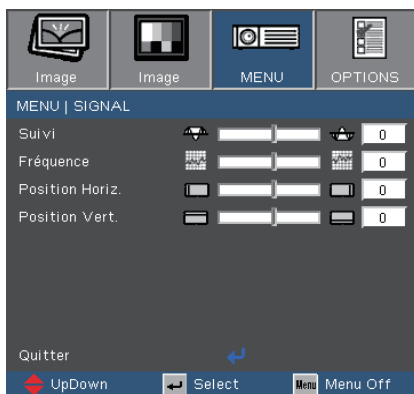 Image Image MENU OPTIONS
MENU | SIGNAL
Suivi 0
Fréquence 0
Position Horiz. 0
Position Vert. 0
Quitter
UpDown Select Menu Menu Off